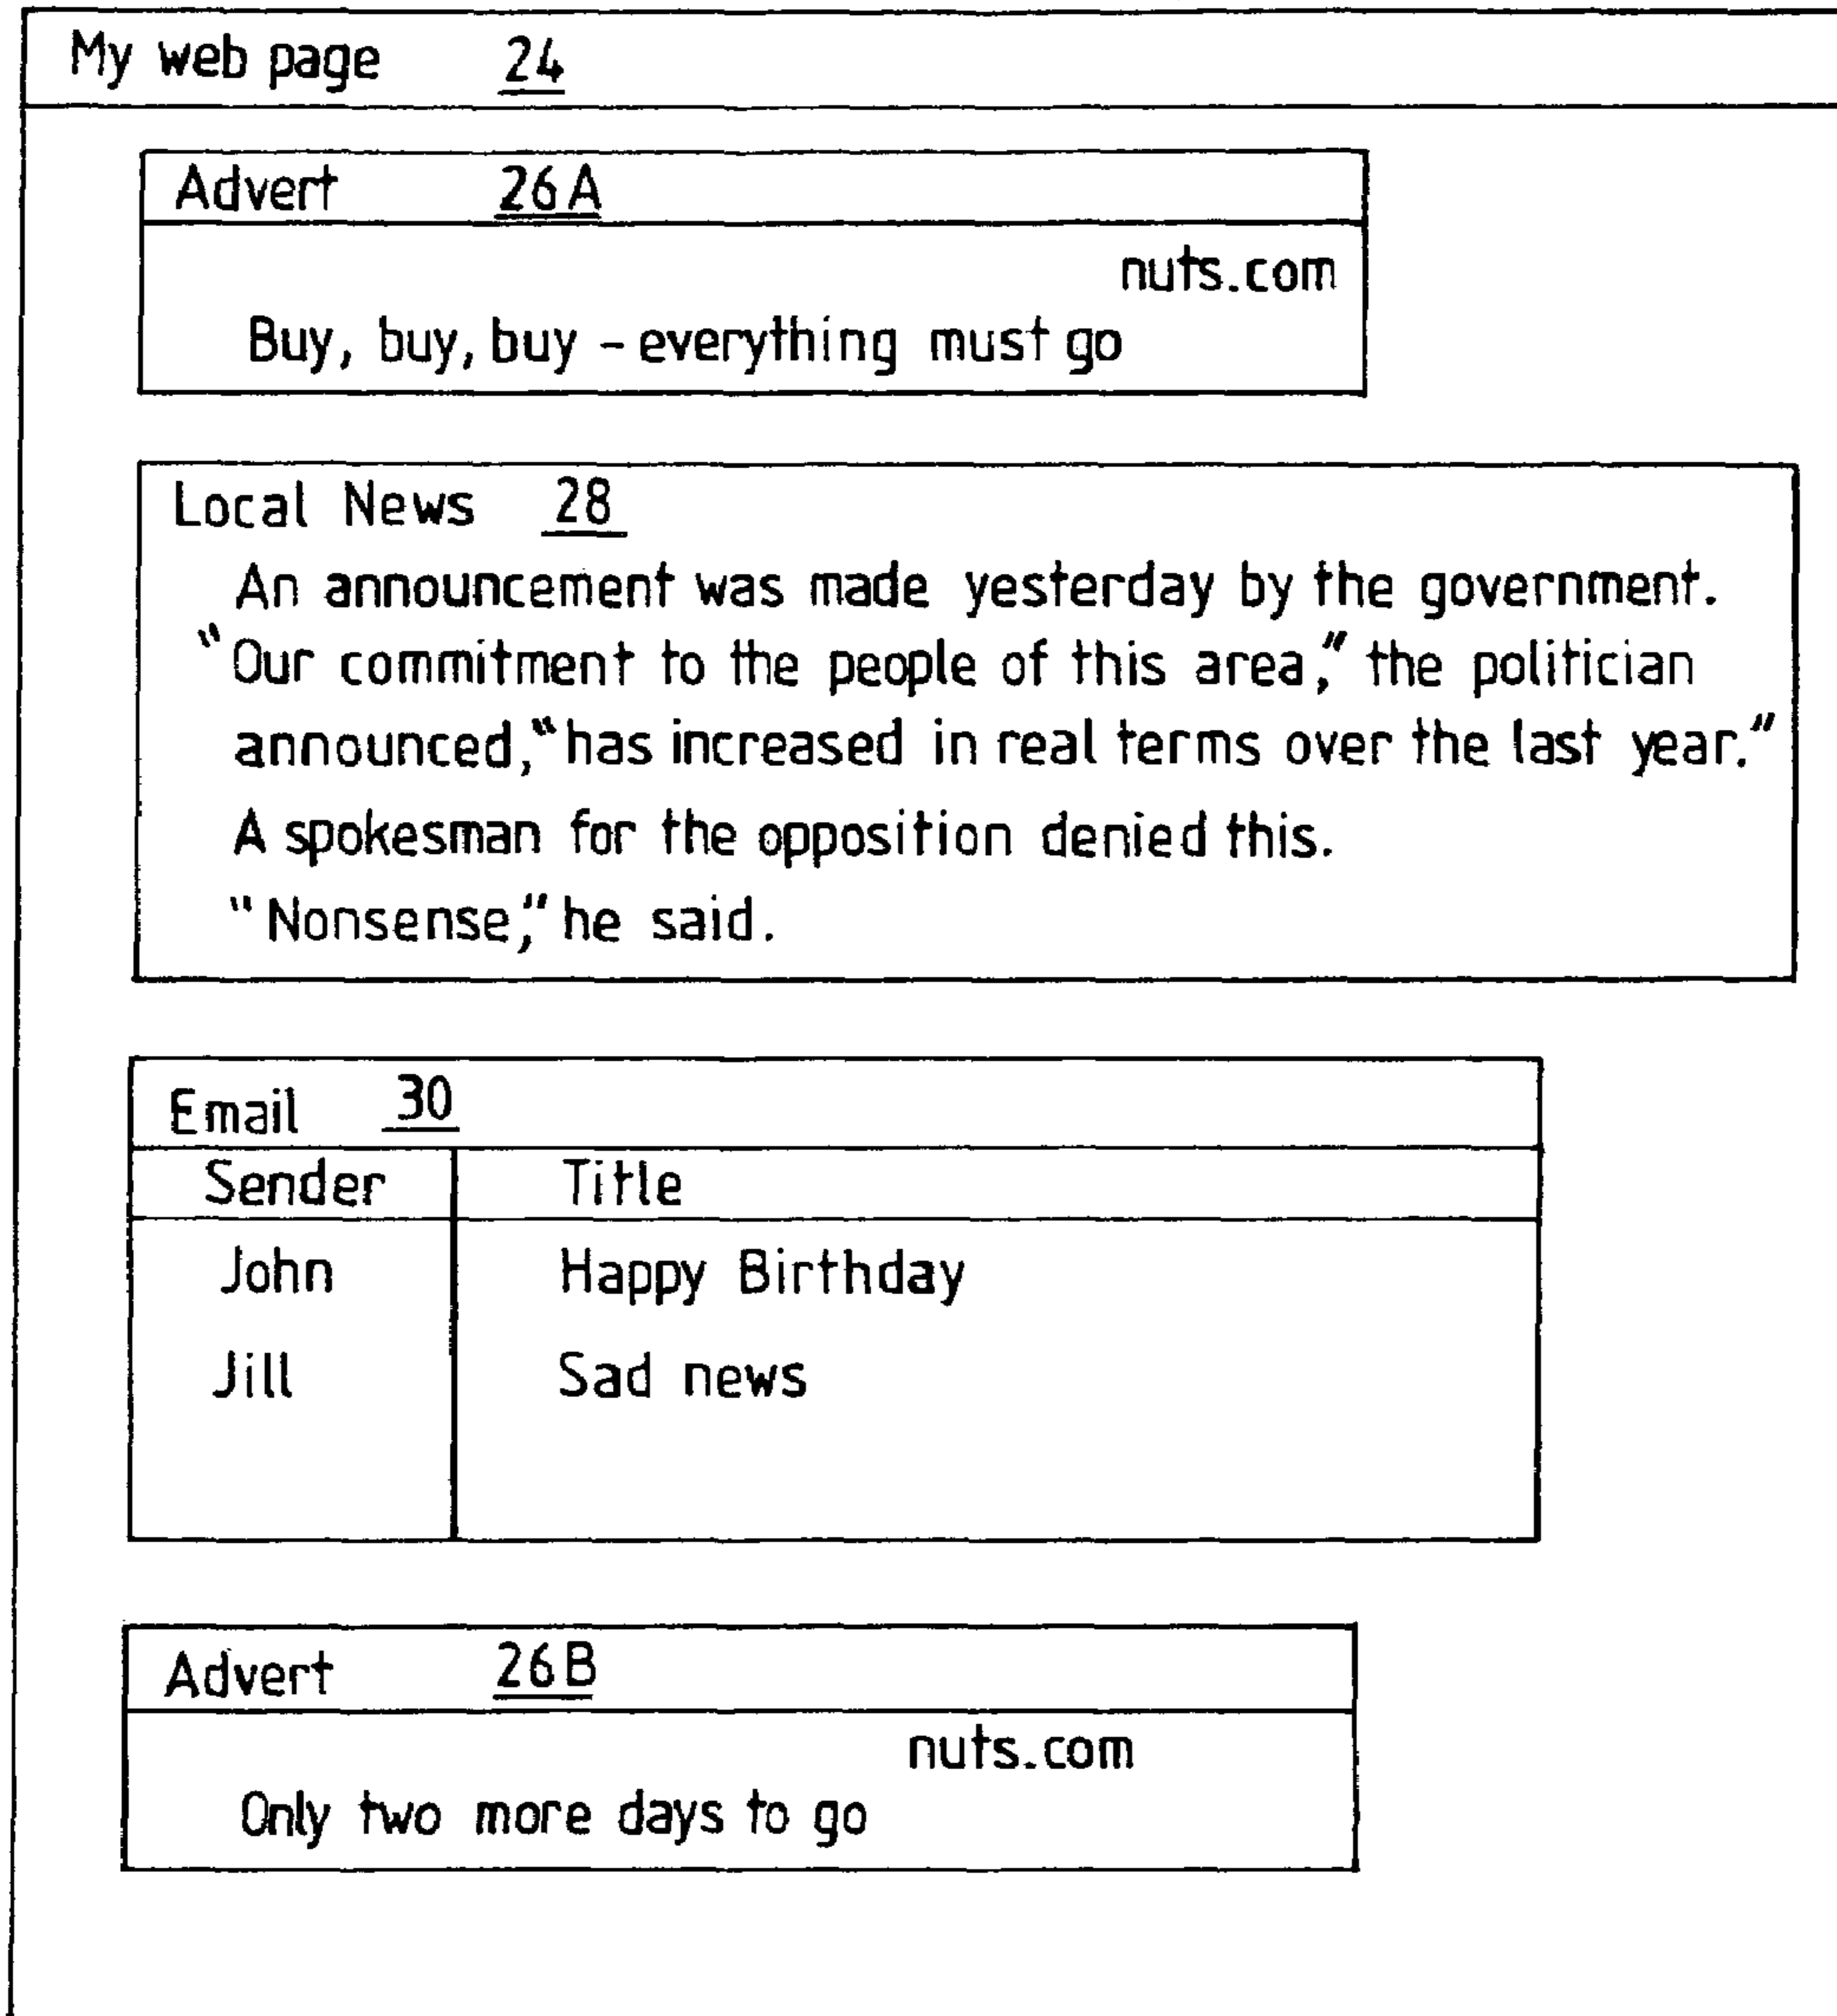 My web page 24
Advert 26A
nuts.com
Buy, buy, buy - everything must go
Local News 28
An announcement was made yesterday by the government.
"Our commitment to the people of this area," the politician
announced, "has increased in real terms over the last year."
A spokesman for the opposition denied this.
"Nonsense," he said.
Email 30
Sender Title
John Happy Birthday
Jill Sad news
Advert 26B
nuts.com
Only two more days to go